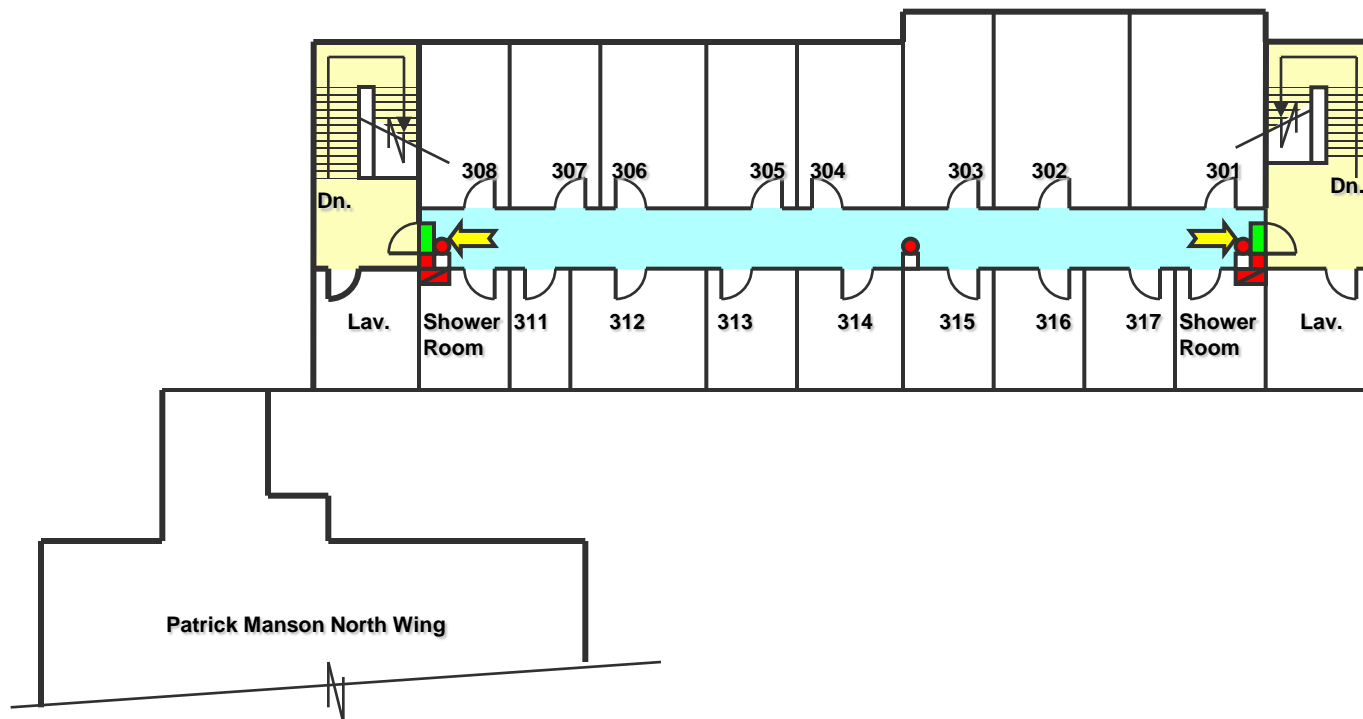 308 307 306 305 304 303 302 301
Dn. Dn.
Lav. Shower 311 312 313 314 315 316 317 Shower Lav.
Room Room
Patrick Manson North Wing